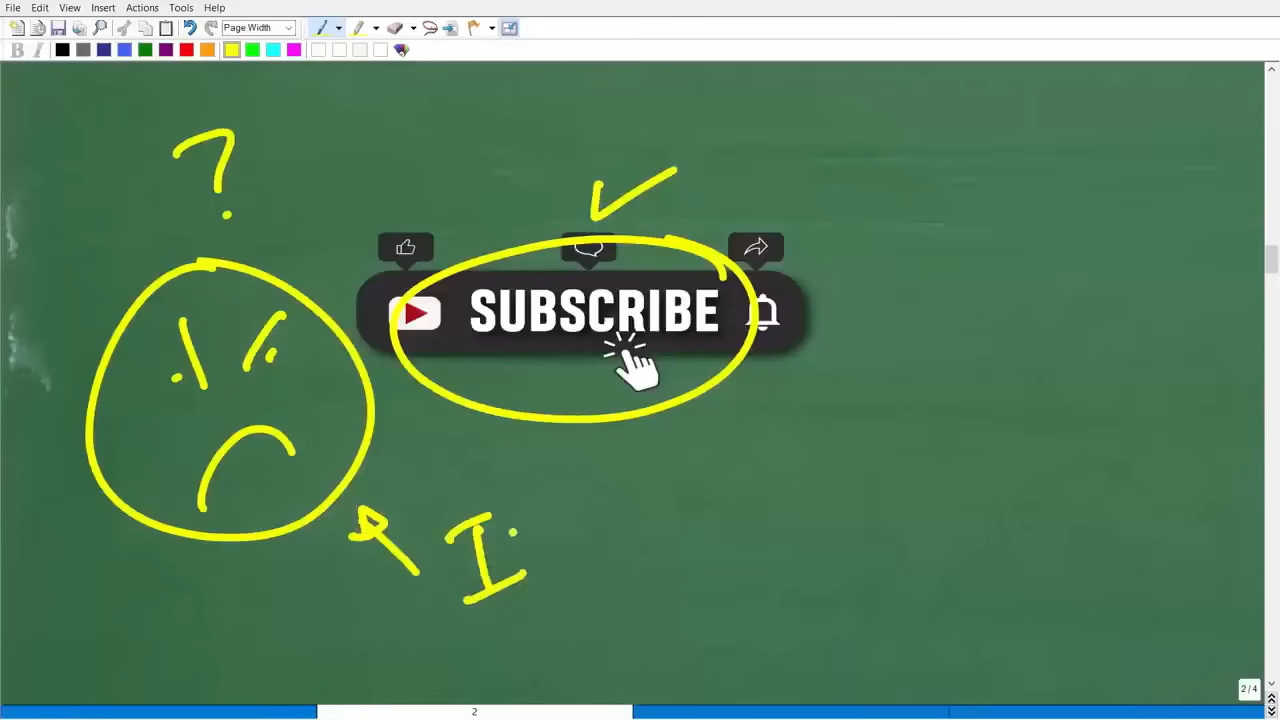 File Edit View Insert Actions Tools Help
Page Width
B I
?
SUBSCRIBE
I
2 / 4
2